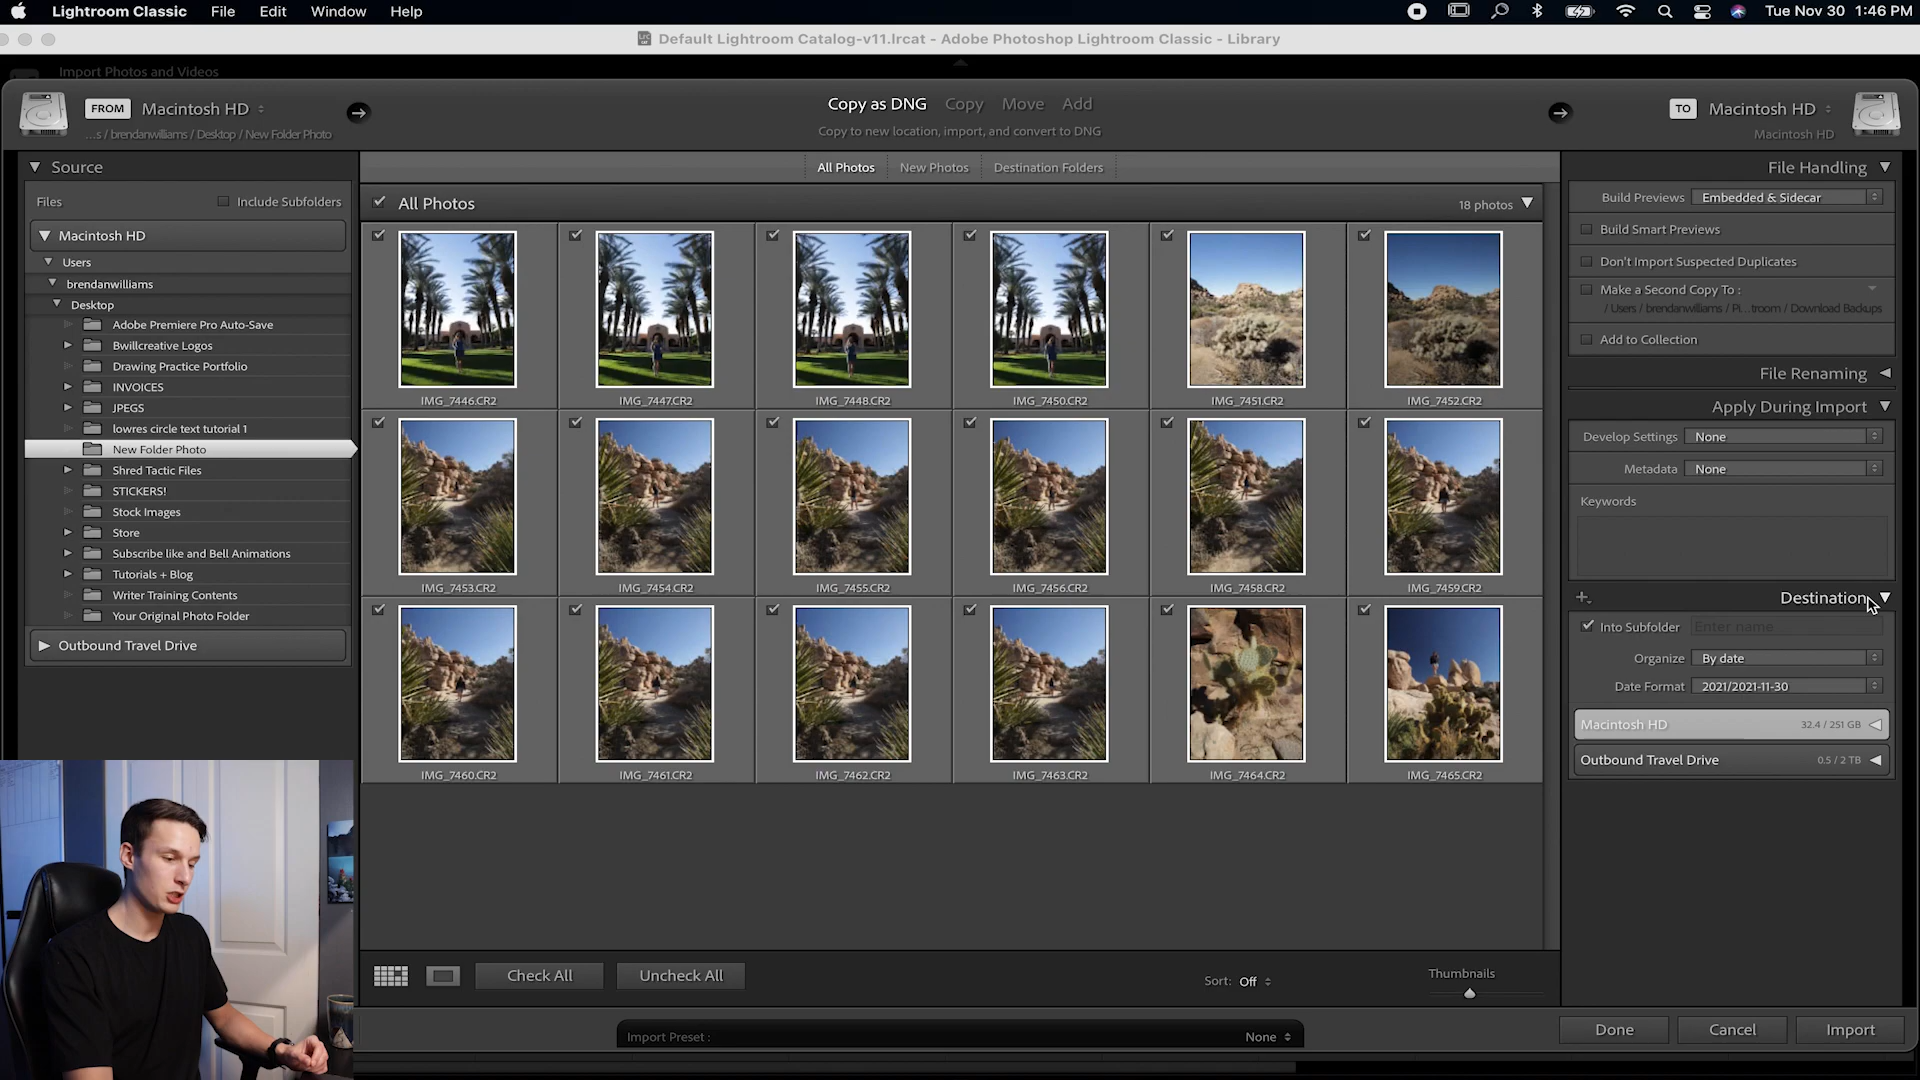 Lightroom Classic File Edit Window Help
Tue Nov 30 1:46 PM
Default Lightroom Catalog-v11.lrcat - Adobe Photoshop Lightroom Classic - Library
Import Photos and Videos
FROM Macintosh HD
...s / brendanwilliams / Desktop / New Folder Photo
Copy as DNG Copy Move Add
Copy to new location, import, and convert to DNG
TO Macintosh HD
Macintosh HD
Source
Files Include Subfolders
Macintosh HD
Users
brendanwilliams
Desktop
Adobe Premiere Pro Auto-Save
Bwillcreative Logos
Drawing Practice Portfolio
INVOICES
JPEGS
lowres circle text tutorial 1
New Folder Photo
Shred Tactic Files
STICKERS!
Stock Images
Store
Subscribe like and Bell Animations
Tutorials + Blog
Writer Training Contents
Your Original Photo Folder
Outbound Travel Drive
All Photos New Photos Destination Folders
All Photos 18 photos
IMG_7446.CR2 IMG_7447.CR2 IMG_7448.CR2 IMG_7450.CR2 IMG_7451.CR2 IMG_7452.CR2
IMG_7453.CR2 IMG_7454.CR2 IMG_7455.CR2 IMG_7456.CR2 IMG_7458.CR2 IMG_7459.CR2
IMG_7460.CR2 IMG_7461.CR2 IMG_7462.CR2 IMG_7463.CR2 IMG_7464.CR2 IMG_7465.CR2
Check All Uncheck All
Sort: Off
Thumbnails
Import Preset : None
File Handling
Build Previews Embedded & Sidecar
Build Smart Previews
Don't Import Suspected Duplicates
Make a Second Copy To :
/ Users / brendanwilliams / Pi...troom / Download Backups
Add to Collection
File Renaming
Apply During Import
Develop Settings None
Metadata None
Keywords
Destination
Into Subfolder Enter name
Organize By date
Date Format 2021/2021-11-30
Macintosh HD 32.4 / 251 GB
Outbound Travel Drive 0.5 / 2 TB
Done Cancel Import